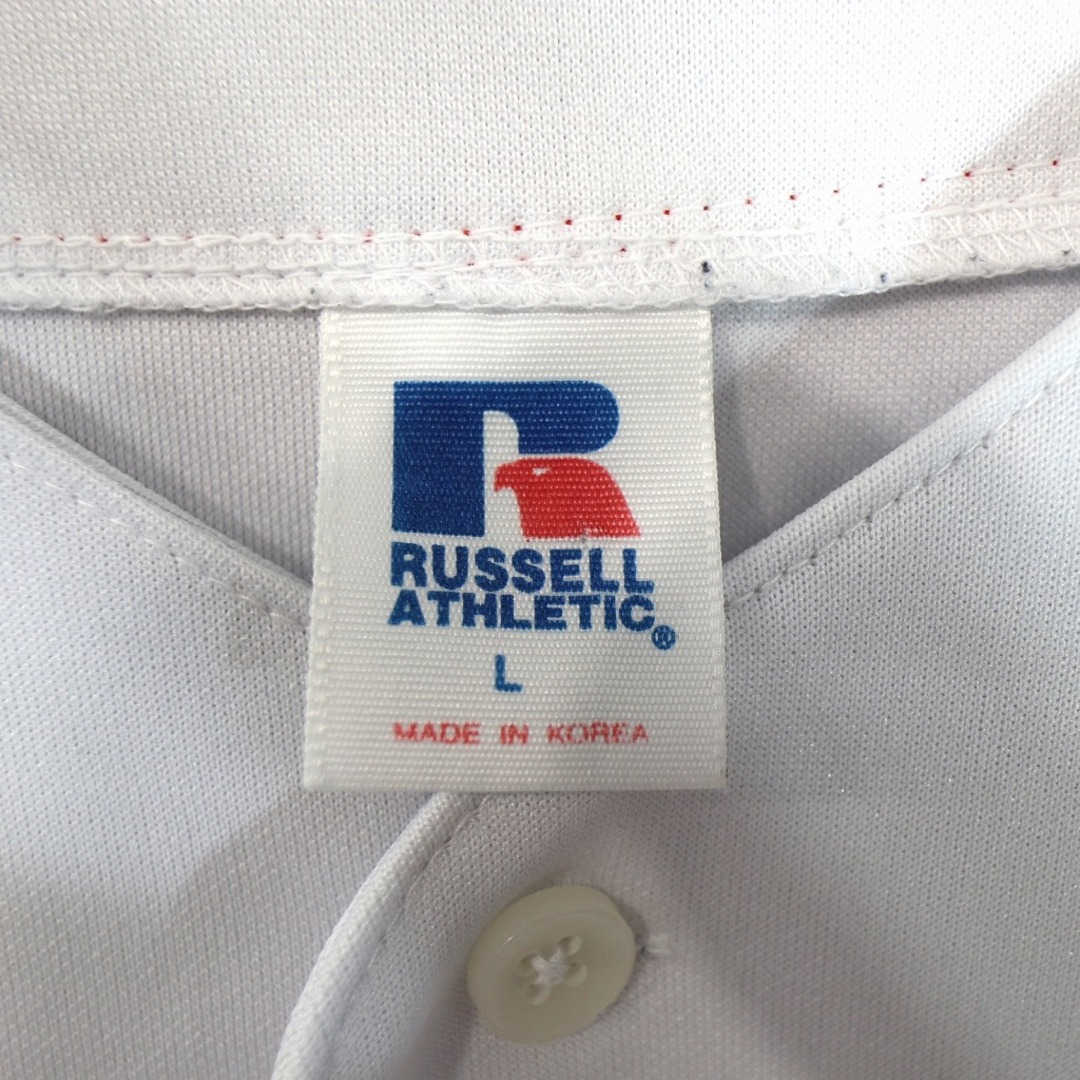 R
RUSSELL
ATHLETIC®
L
MADE IN KOREA